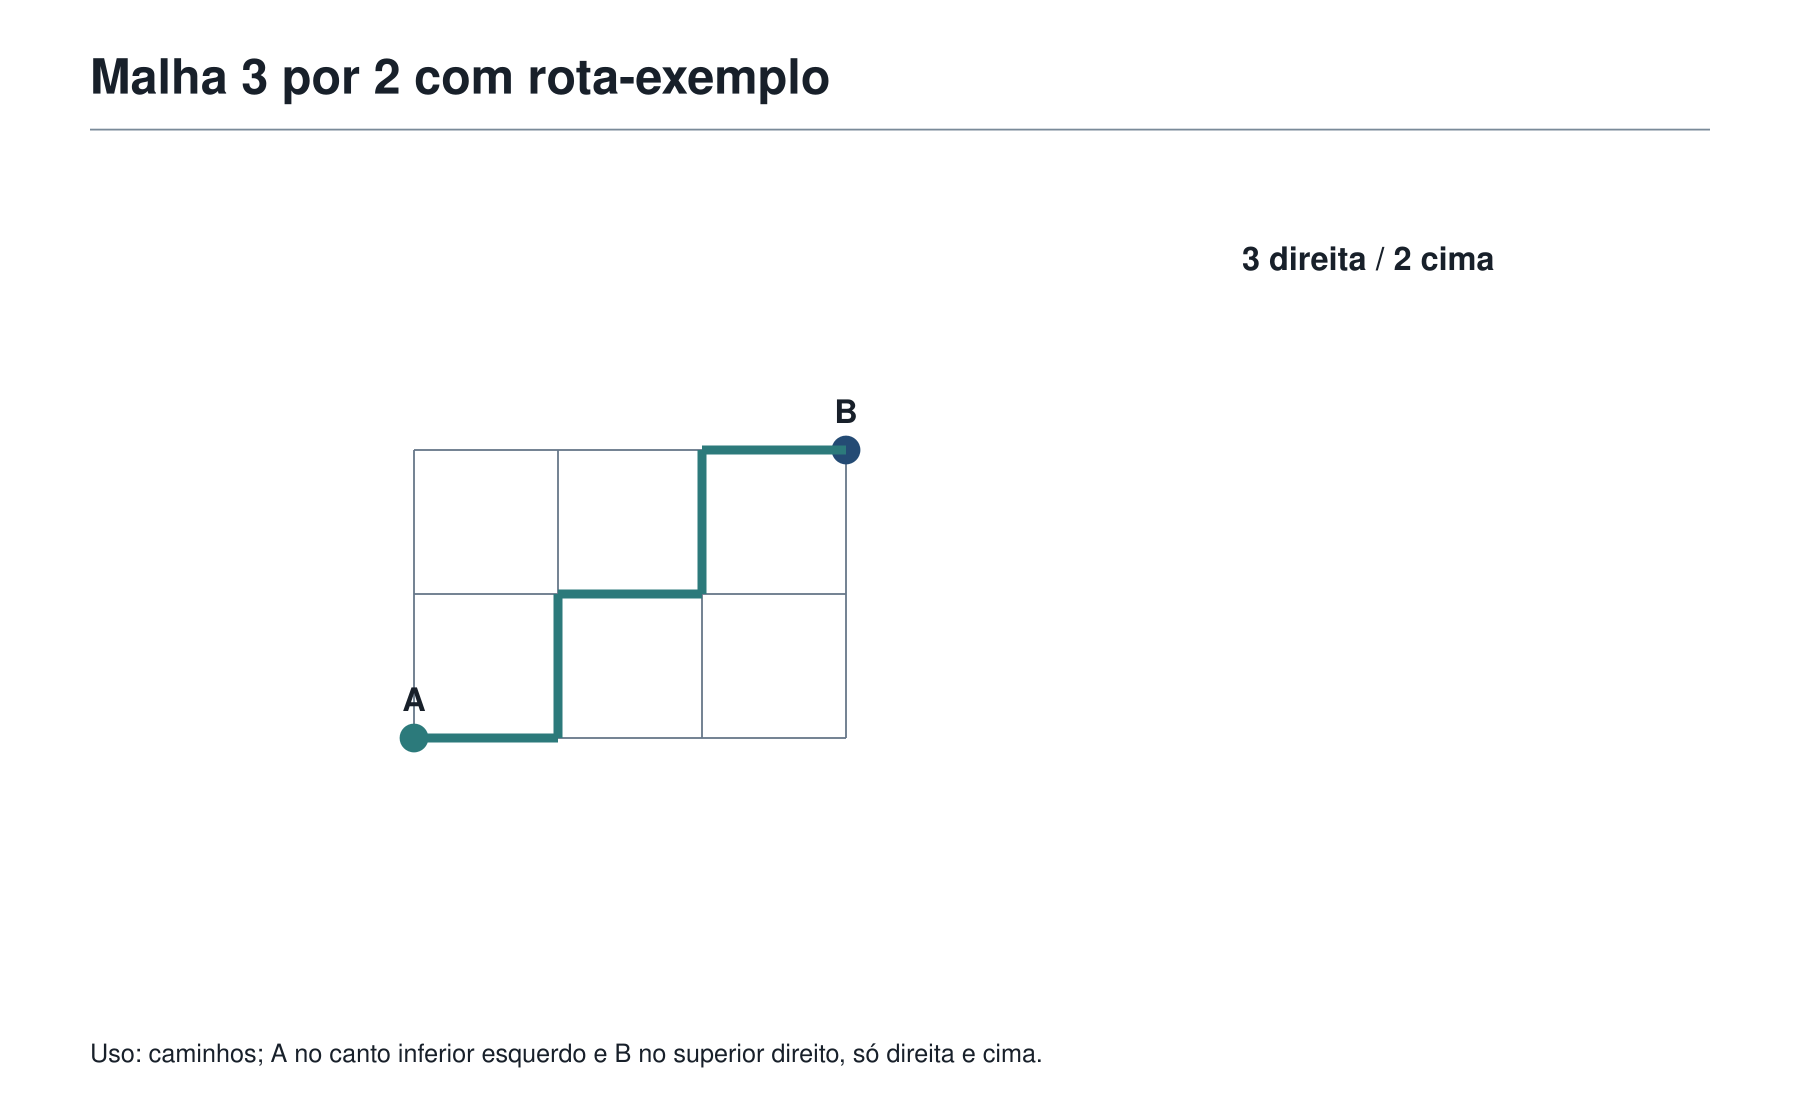 Malha 3 por 2 com rota-exemplo
3 direita / 2 cima
B
A
Uso: caminhos; A no canto inferior esquerdo e B no superior direito, só direita e cima.